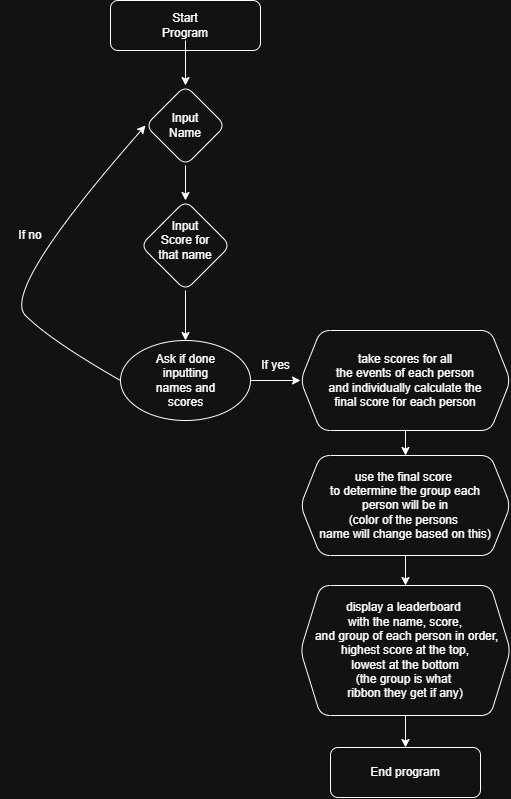 Start
Program
Input
Name
Input
Score for
that name
If no
Ask if done
inputting
names and
scores
If yes
take scores for all
the events of each person
and individually calculate the
final score for each person
use the final score
to determine the group each
person will be in
(color of the persons
name will change based on this)
display a leaderboard
with the name, score,
and group of each person in order,
highest score at the top,
lowest at the bottom
(the group is what
ribbon they get if any)
End program